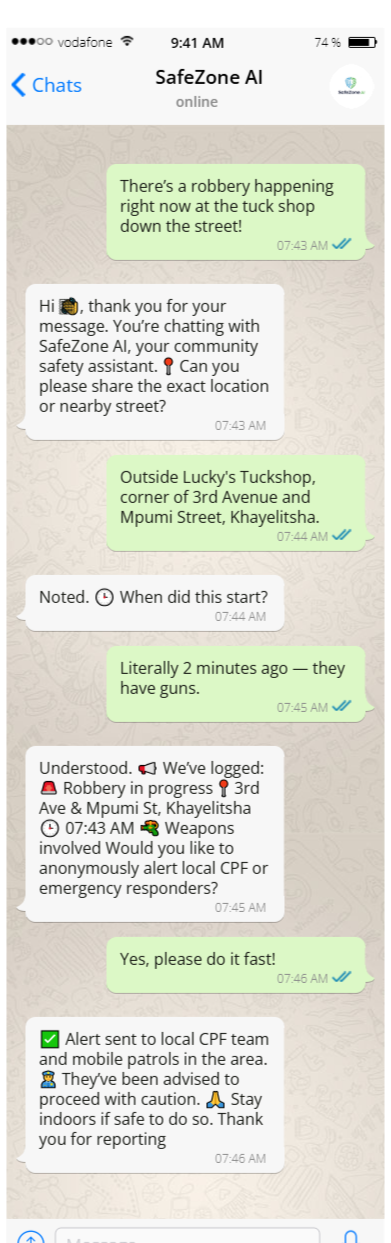 vodafone 9:41 AM 74 %
Chats SafeZone AI
online
SafeZone AI
There's a robbery happening
right now at the tuck shop
down the street!
07:43 AM
Hi 👋, thank you for your
message. You're chatting with
SafeZone AI, your community
safety assistant. 📍 Can you
please share the exact location
or nearby street?
07:43 AM
Outside Lucky's Tuckshop,
corner of 3rd Avenue and
Mpumi Street, Khayelitsha.
07:44 AM
Noted. 🕒 When did this start?
07:44 AM
Literally 2 minutes ago — they
have guns.
07:45 AM
Understood. 📢 We've logged:
🚨 Robbery in progress 📍 3rd
Ave & Mpumi St, Khayelitsha
🕒 07:43 AM 🔫 Weapons
involved Would you like to
anonymously alert local CPF or
emergency responders?
07:45 AM
Yes, please do it fast!
07:46 AM
✅ Alert sent to local CPF team
and mobile patrols in the area.
👮 They've been advised to
proceed with caution. 🙏 Stay
indoors if safe to do so. Thank
you for reporting
07:46 AM
Message